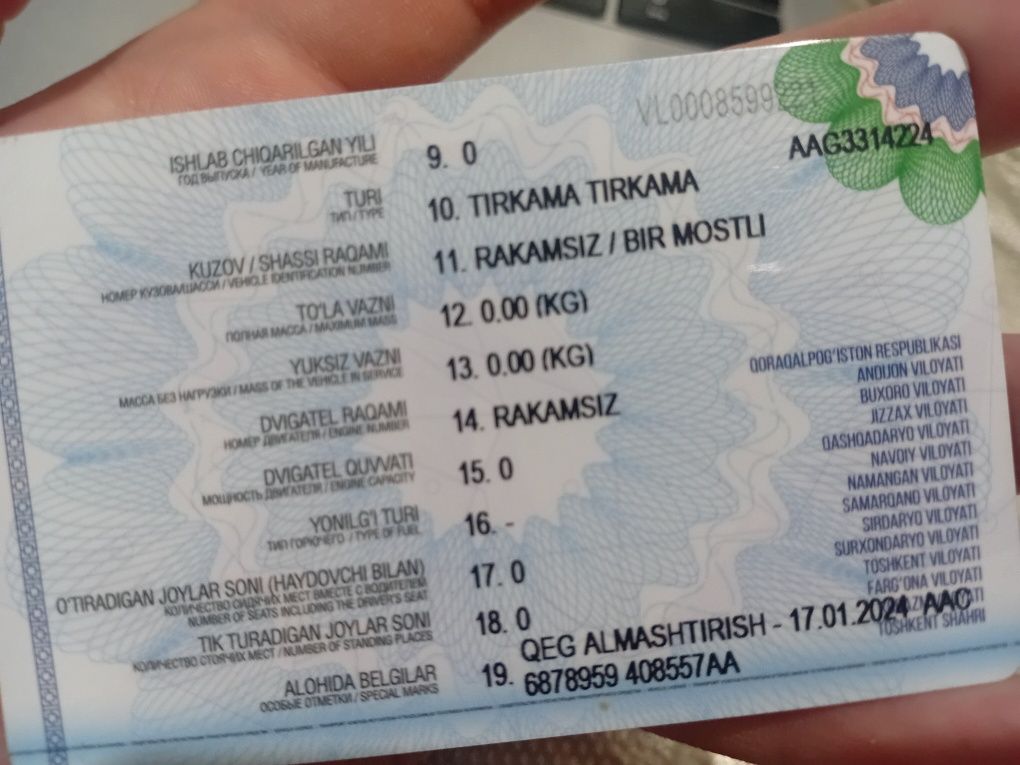 VL0008599
AAG3314224
ISHLAB CHIQARILGAN YILI 9. 0
ГОД ВЫПУСКА / YEAR OF MANUFACTURE
TURI 10. TIRKAMA TIRKAMA
ТИП / TYPE
KUZOV / SHASSI RAQAMI 11. RAKAMSIZ / BIR MOSTLI
НОМЕР КУЗОВА/ШАССИ / VEHICLE IDENTIFICATION NUMBER
TO'LA VAZNI 12. 0.00 (KG)
ПОЛНАЯ МАССА / MAXIMUM MASS
YUKSIZ VAZNI 13. 0.00 (KG)
МАССА БЕЗ НАГРУЗКИ / MASS OF THE VEHICLE IN SERVICE
DVIGATEL RAQAMI 14. RAKAMSIZ
НОМЕР ДВИГАТЕЛЯ / ENGINE NUMBER
DVIGATEL QUVVATI 15. 0
МОЩНОСТЬ ДВИГАТЕЛЯ / ENGINE CAPACITY
YONILG'I TURI 16. -
ТИП ГОРЮЧЕГО / TYPE OF FUEL
O'TIRADIGAN JOYLAR SONI (HAYDOVCHI BILAN) 17. 0
КОЛИЧЕСТВО СИДЯЧИХ МЕСТ ВМЕСТЕ С ВОДИТЕЛЕМ
NUMBER OF SEATS INCLUDING THE DRIVER'S SEAT
TIK TURADIGAN JOYLAR SONI 18. 0
КОЛИЧЕСТВО СТОЯЧИХ МЕСТ / NUMBER OF STANDING PLACES
ALOHIDA BELGILAR 19. QEG ALMASHTIRISH - 17.01.2024 AAC
ОСОБЫЕ ОТМЕТКИ / SPECIAL MARKS
6878959 408557AA
QORAQALPOG'ISTON RESPUBLIKASI
ANDIJON VILOYATI
BUXORO VILOYATI
JIZZAX VILOYATI
QASHQADARYO VILOYATI
NAVOIY VILOYATI
NAMANGAN VILOYATI
SAMARQAND VILOYATI
SIRDARYO VILOYATI
SURXONDARYO VILOYATI
TOSHKENT VILOYATI
FARG'ONA VILOYATI
TOSHKENT SHAHRI